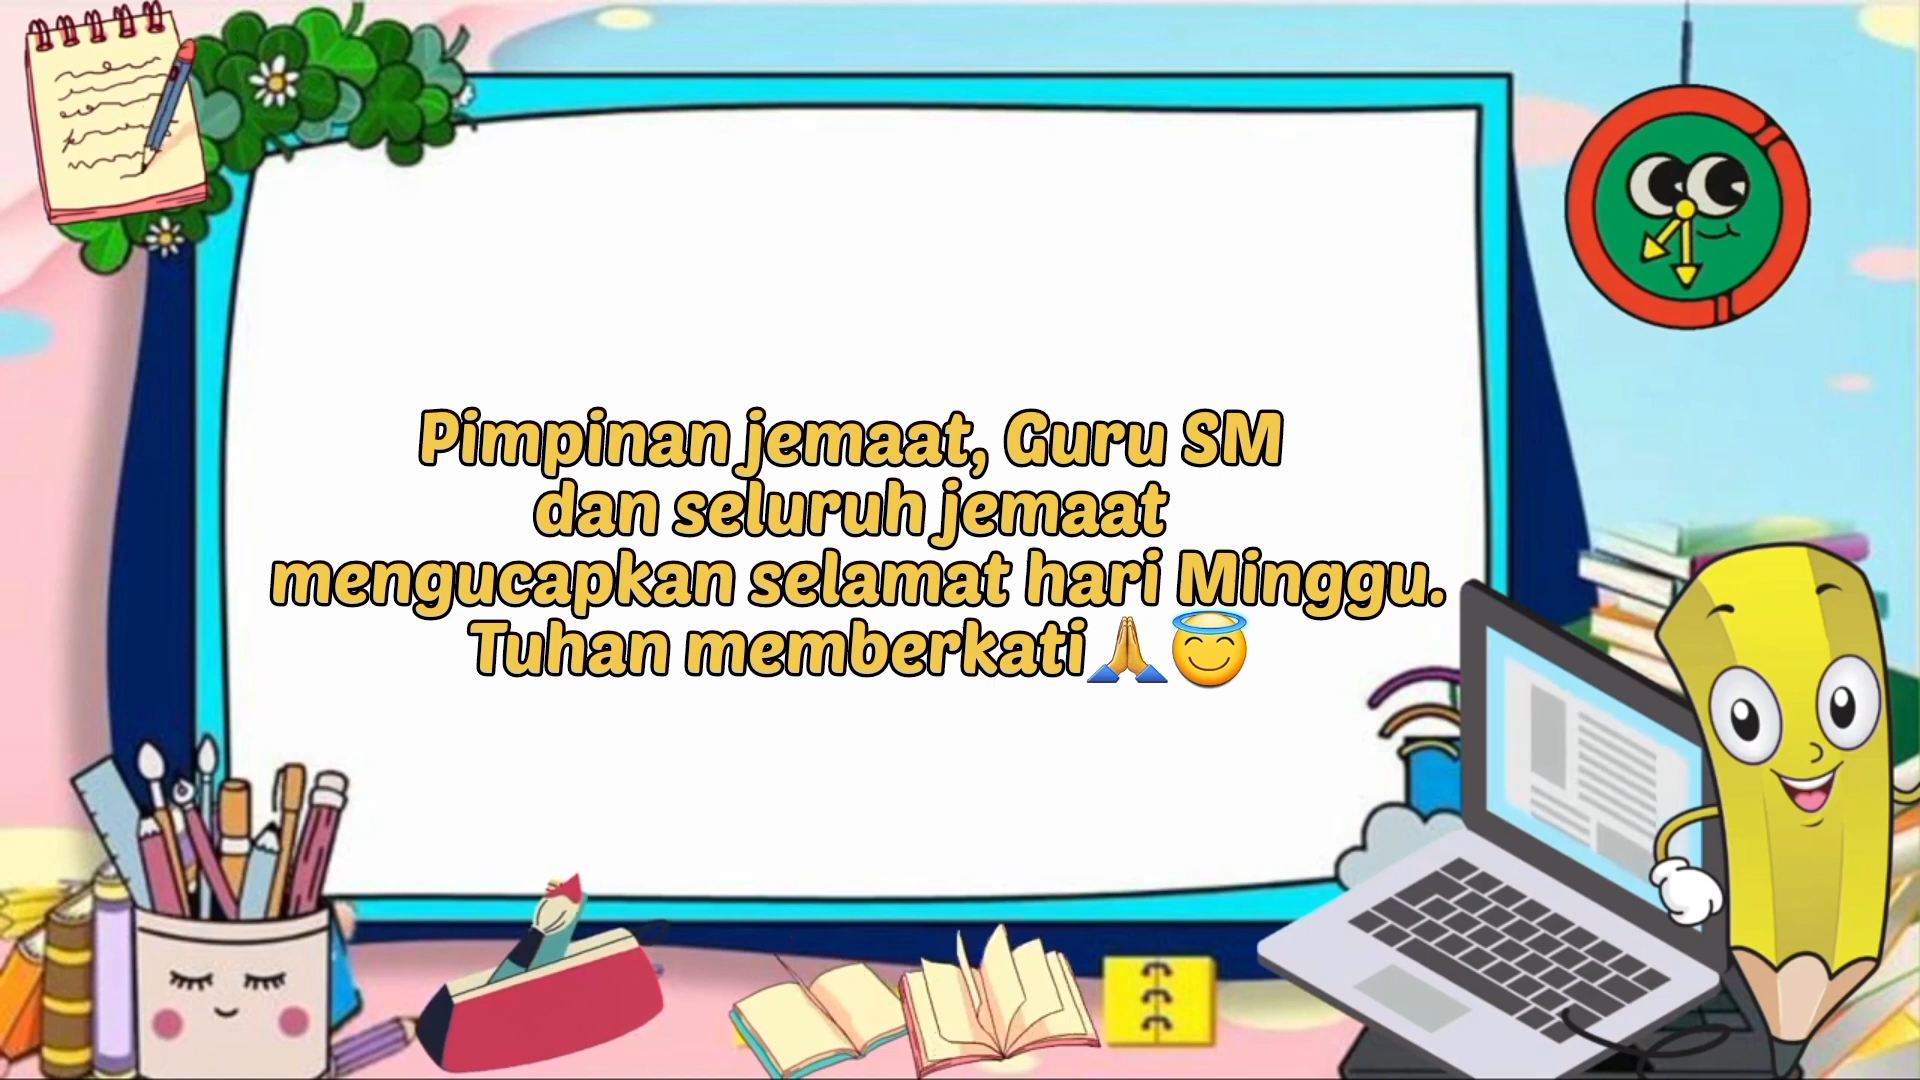 Pimpinan jemaat, Guru SM
dan seluruh jemaat
mengucapkan selamat hari Minggu.
Tuhan memberkati🙏😇